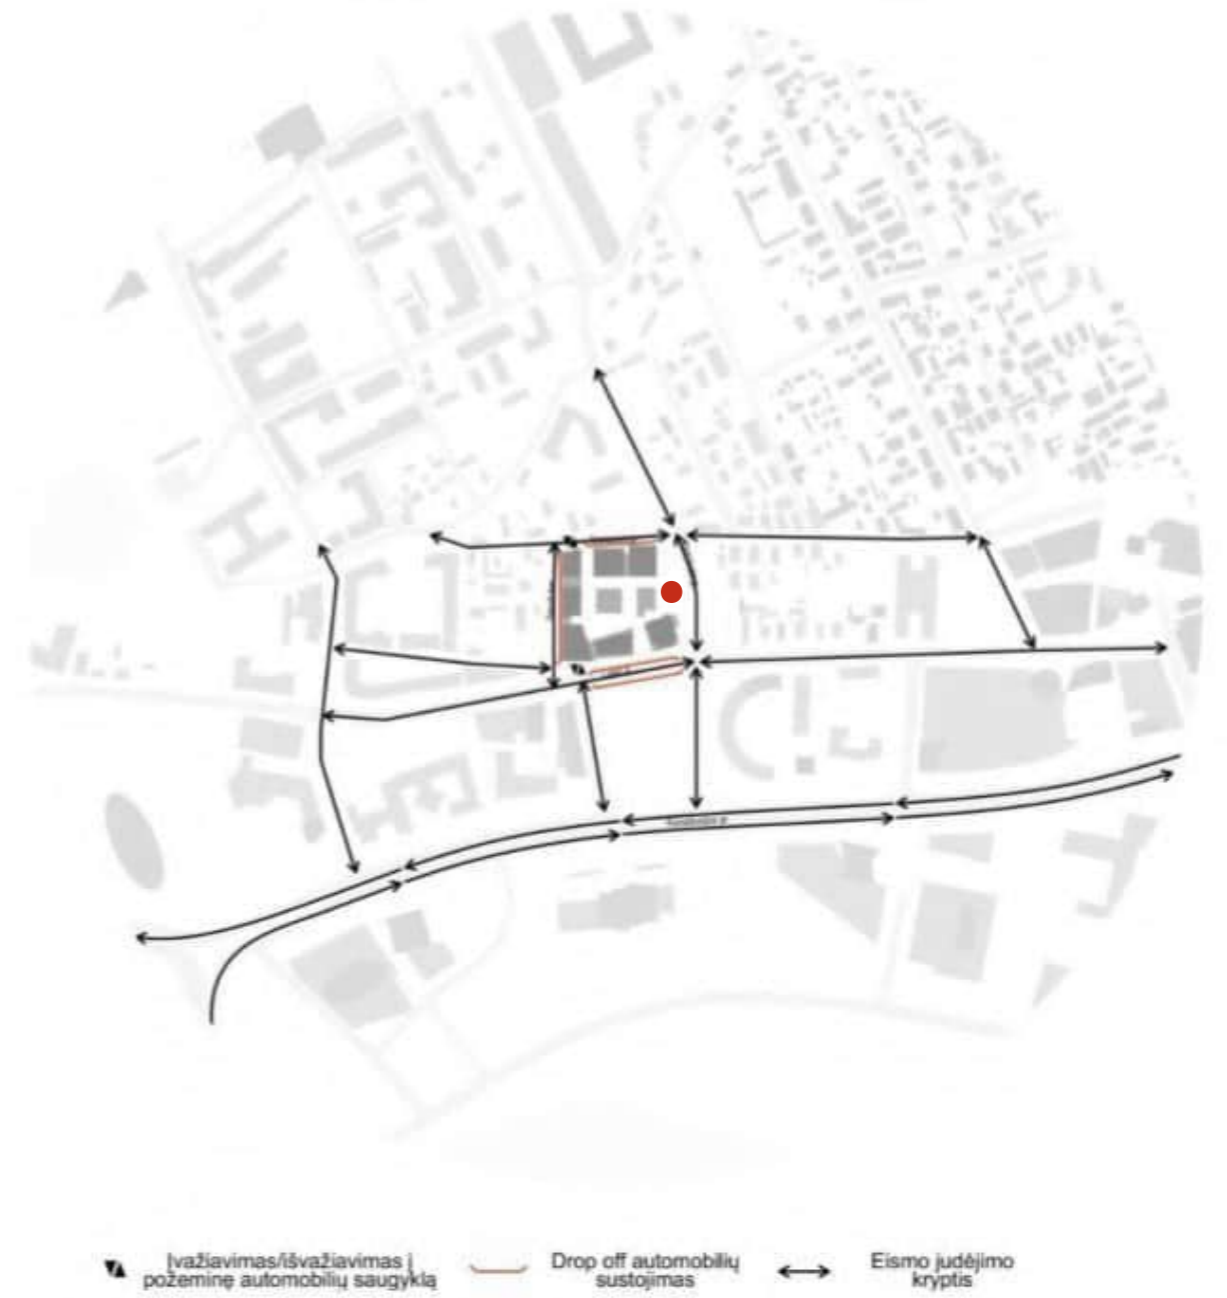 Įvažiavimas/išvažiavimas į
požeminę automobilių saugyklą
Drop off automobilių
sustojimas
Eismo judėjimo
kryptis